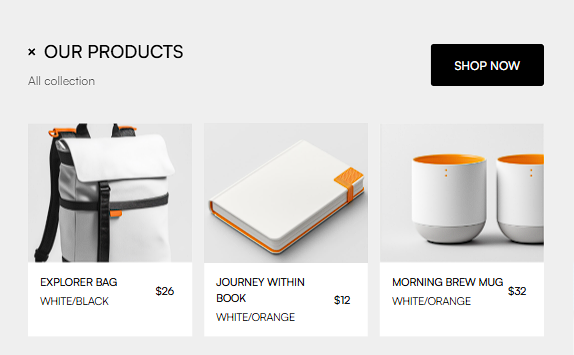 × OUR PRODUCTS
All collection
SHOP NOW
EXPLORER BAG
WHITE/BLACK
$26
JOURNEY WITHIN
BOOK
WHITE/ORANGE
$12
MORNING BREW MUG
WHITE/ORANGE
$32